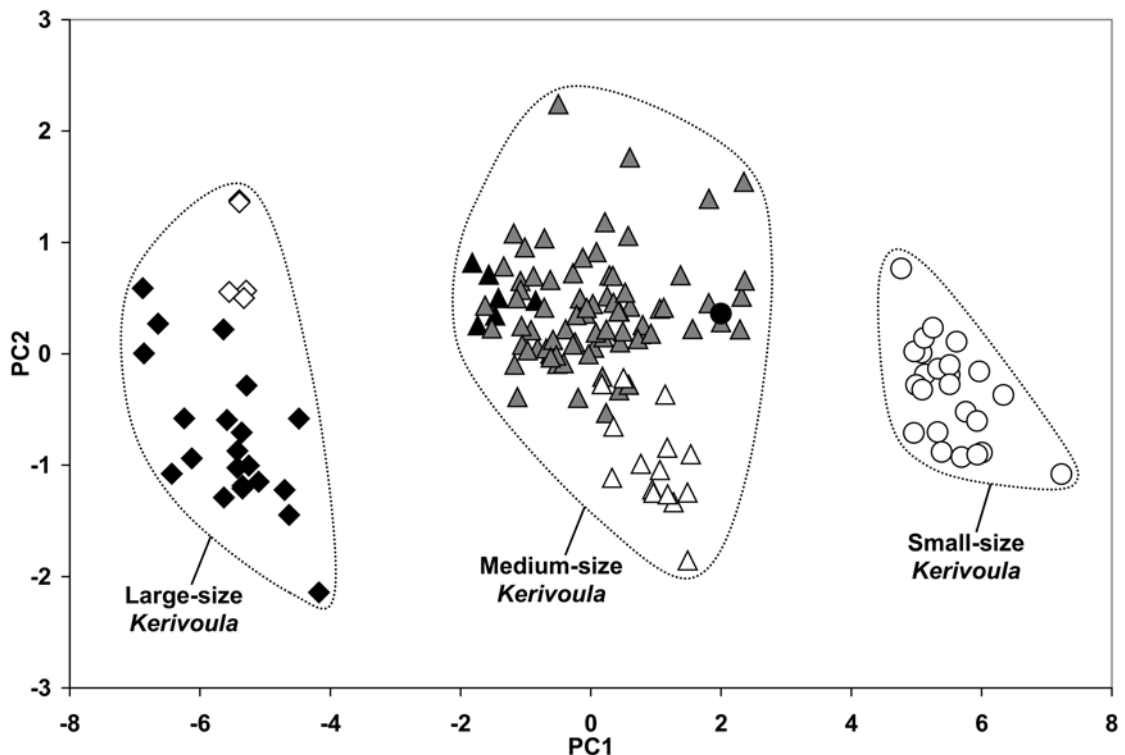 3
2
1
0
-1
-2
-3
PC2
Large-size
Kerivoula
Medium-size
Kerivoula
Small-size
Kerivoula
-8 -6 -4 -2 0 2 4 6 8
PC1